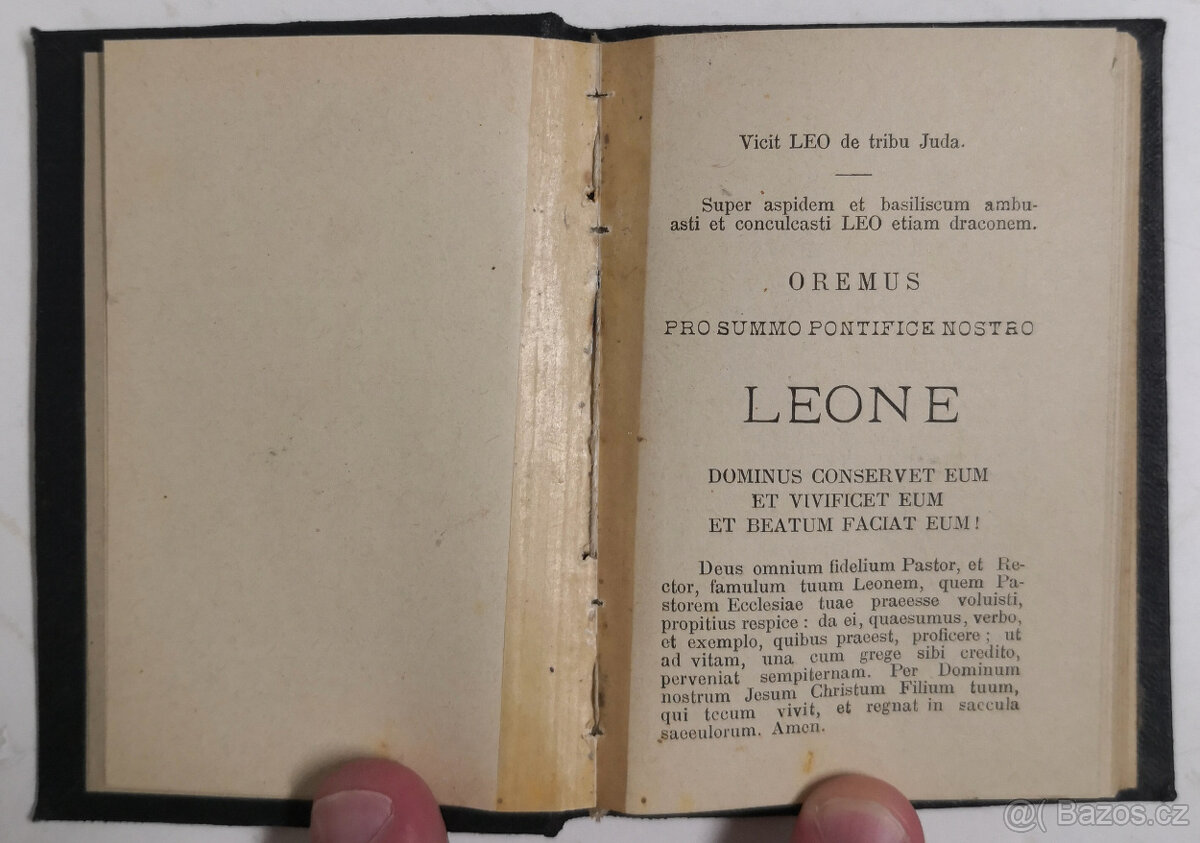 Vicit LEO de tribu Juda.
Super aspidem et basiliscum ambu-
asti et conculcasti LEO etiam draconem.
OREMUS
PRO SUMMO PONTIFICE NOSTRO
LEONE
DOMINUS CONSERVET EUM
ET VIVIFICET EUM
ET BEATUM FACIAT EUM!
Deus omnium fidelium Pastor, et Re-
ctor, famulum tuum Leonem, quem Pa-
storem Ecclesiae tuae praeesse voluisti,
propitius respice: da ei, quaesumus, verbo,
et exemplo, quibus praeest, proficere; ut
ad vitam, una cum grege sibi credito,
perveniat sempiternam. Per Dominum
nostrum Jesum Christum Filium tuum,
qui tecum vivit, et regnat in saecula
saeculorum. Amen.
@( Bazos.cz